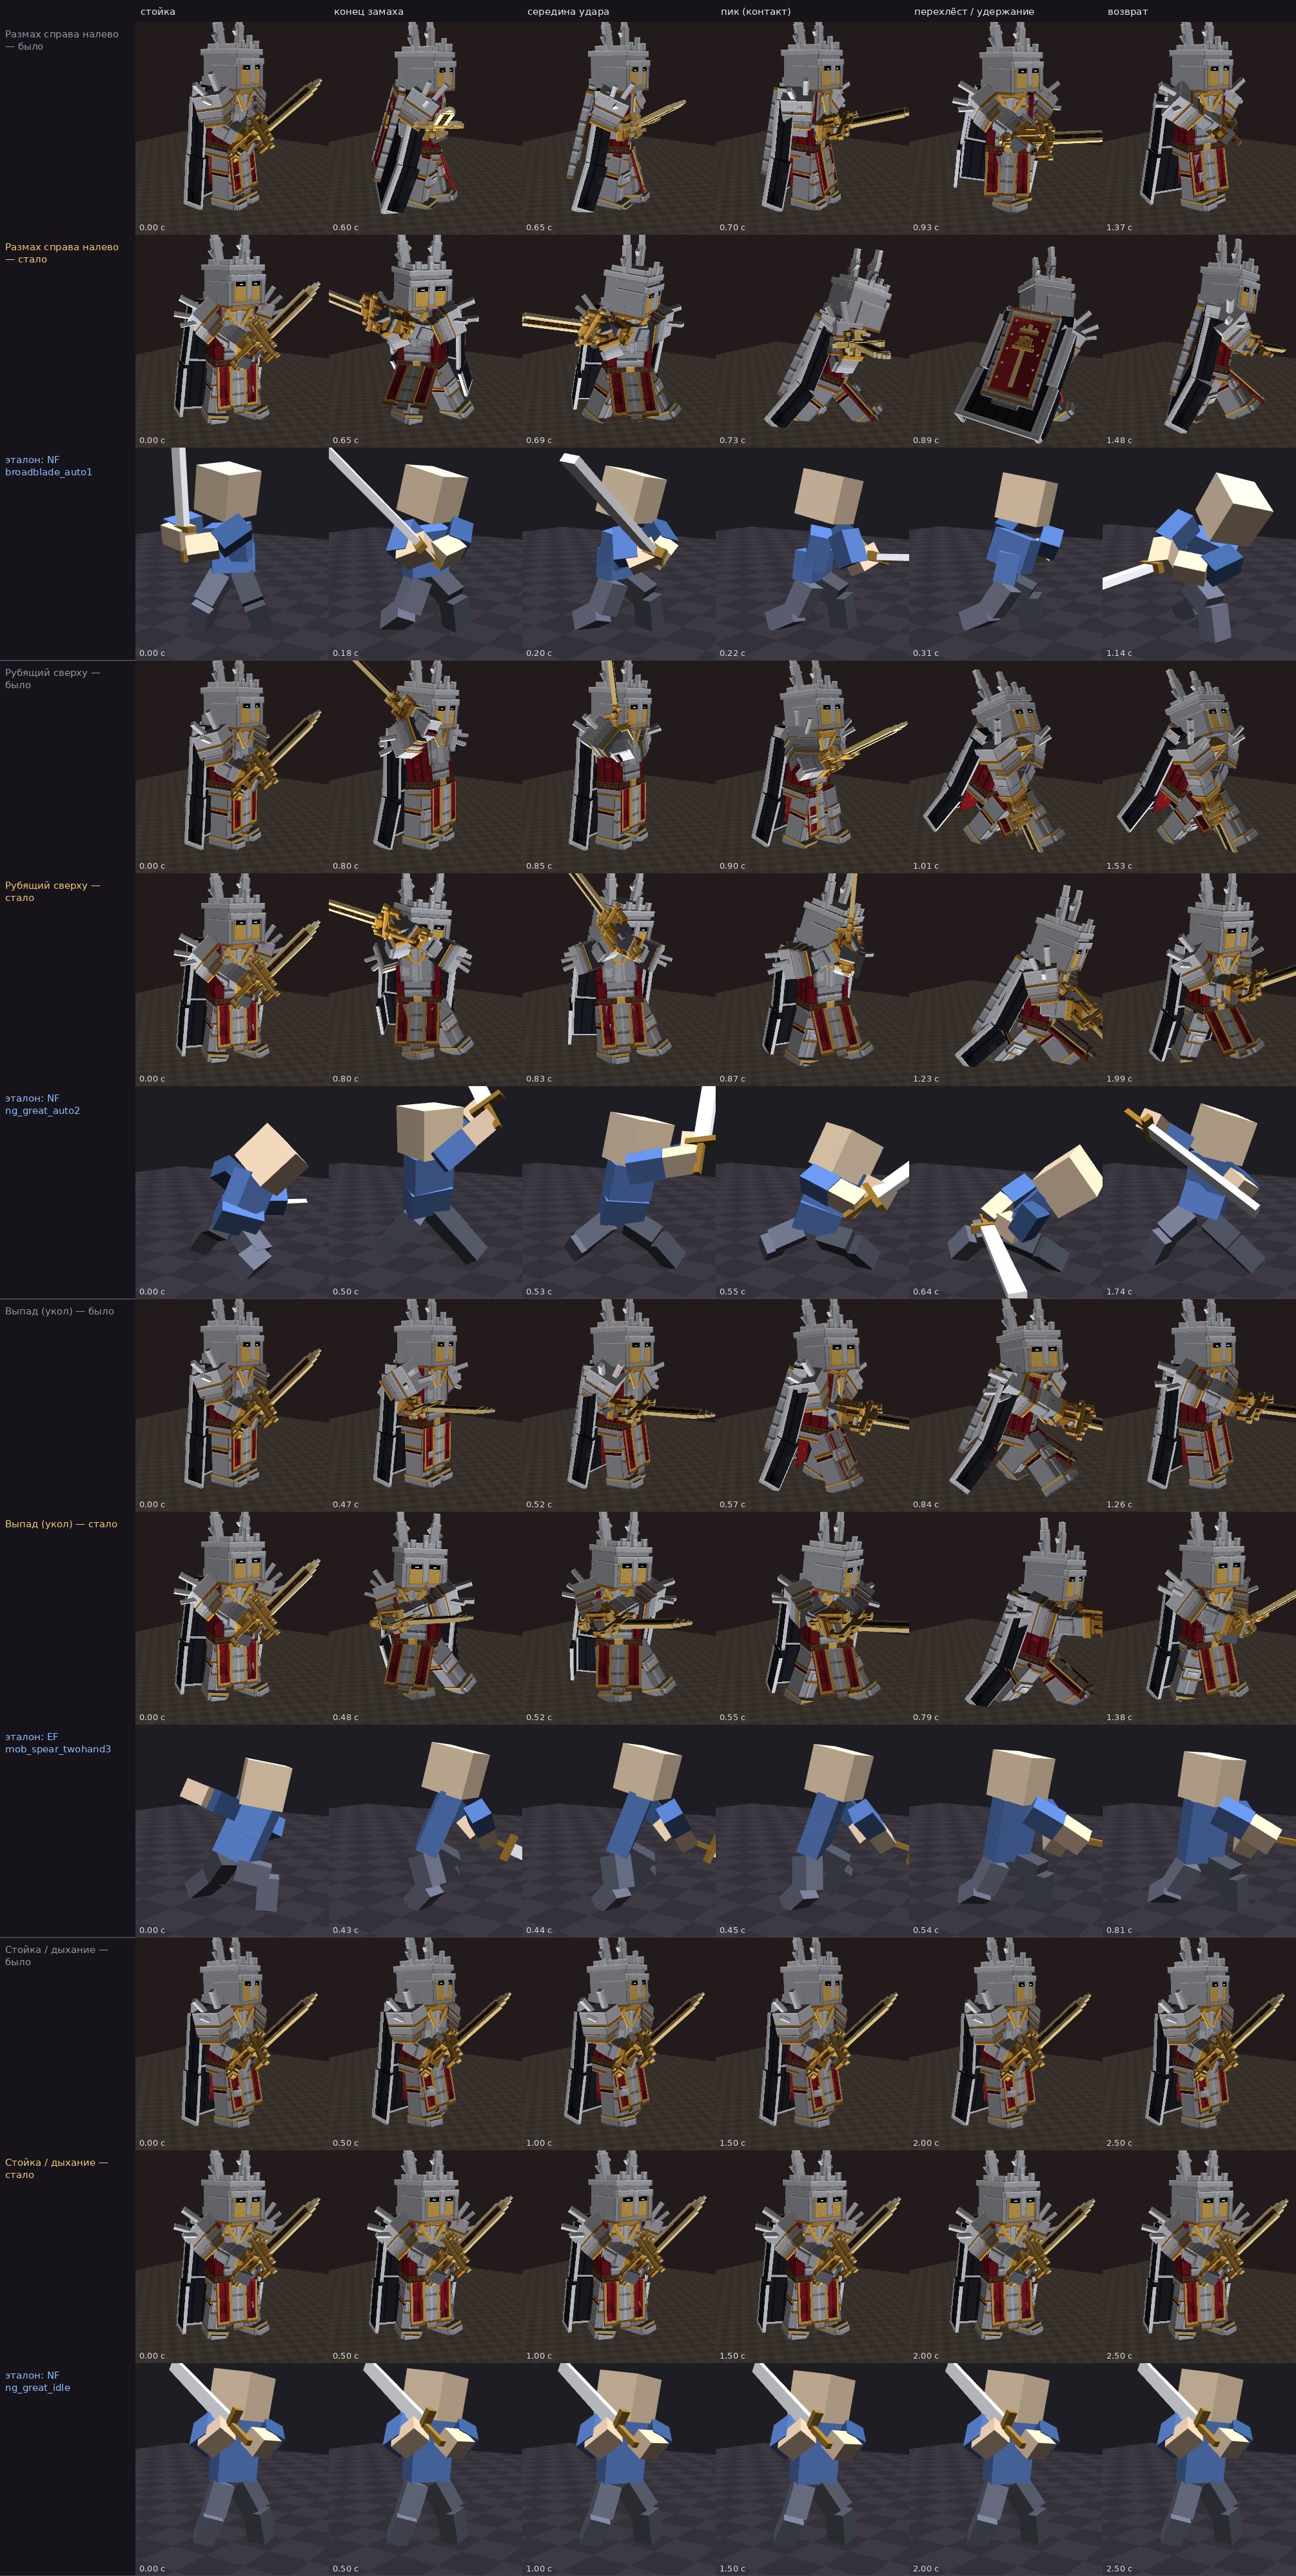 стойка конец замаха середина удара пик (контакт) перехлёст / удержание возврат
Размах справа налево
— было
0.00 с 0.60 с 0.65 с 0.70 с 0.93 с 1.37 с
Размах справа налево
— стало
0.00 с 0.65 с 0.69 с 0.73 с 0.89 с 1.48 с
эталон: NF
broadblade_auto1
0.00 с 0.18 с 0.20 с 0.22 с 0.31 с 1.14 с
Рубящий сверху —
было
0.00 с 0.80 с 0.85 с 0.90 с 1.01 с 1.53 с
Рубящий сверху —
стало
0.00 с 0.80 с 0.83 с 0.87 с 1.23 с 1.99 с
эталон: NF
ng_great_auto2
0.00 с 0.50 с 0.53 с 0.55 с 0.64 с 1.74 с
Выпад (укол) — было
0.00 с 0.47 с 0.52 с 0.57 с 0.84 с 1.26 с
Выпад (укол) — стало
0.00 с 0.48 с 0.52 с 0.55 с 0.79 с 1.38 с
эталон: EF
mob_spear_twohand3
0.00 с 0.43 с 0.44 с 0.45 с 0.54 с 0.81 с
Стойка / дыхание —
было
0.00 с 0.50 с 1.00 с 1.50 с 2.00 с 2.50 с
Стойка / дыхание —
стало
0.00 с 0.50 с 1.00 с 1.50 с 2.00 с 2.50 с
эталон: NF
ng_great_idle
0.00 с 0.50 с 1.00 с 1.50 с 2.00 с 2.50 с